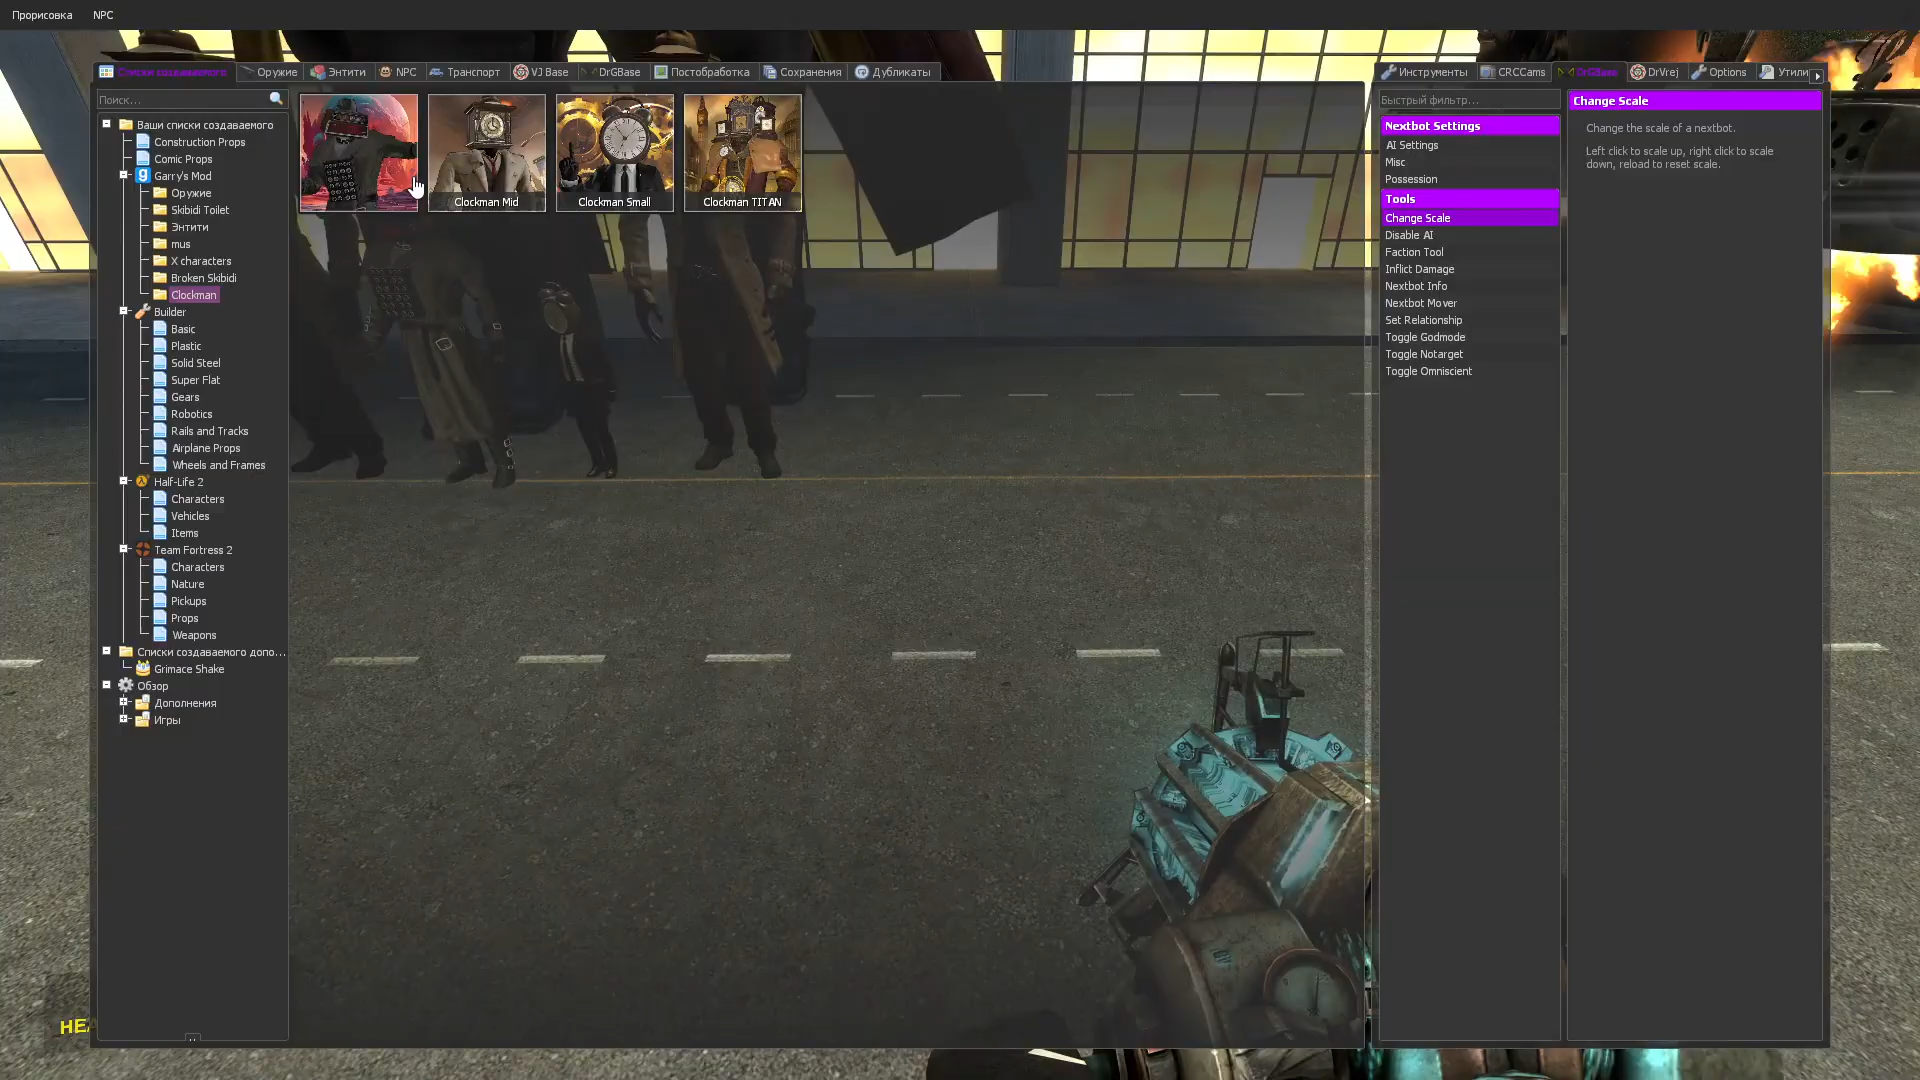 Прорисовка NPC
Списки создаваемого Оружие Энтити NPC Транспорт VJ Base DrGBase Постобработка Сохранения Дубликаты
Поиск...
Ваши списки создаваемого
Construction Props
Comic Props
Garry's Mod
Оружие
Skibidi Toilet
Энтити
mus
X characters
Broken Skibidi
Clockman
Builder
Basic
Plastic
Solid Steel
Super Flat
Gears
Robotics
Rails and Tracks
Airplane Props
Wheels and Frames
Half-Life 2
Characters
Vehicles
Items
Team Fortress 2
Characters
Nature
Pickups
Props
Weapons
Списки создаваемого допо...
Grimace Shake
Обзор
Дополнения
Игры
Clockman Mid
Clockman Small
Clockman TITAN
Инструменты CRCCams DrGBase DrVrej Options Утили
Быстрый фильтр...
Nextbot Settings
AI Settings
Misc
Possession
Tools
Change Scale
Disable AI
Faction Tool
Inflict Damage
Nextbot Info
Nextbot Mover
Set Relationship
Toggle Godmode
Toggle Notarget
Toggle Omniscient
Change Scale
Change the scale of a nextbot.
Left click to scale up, right click to scale
down, reload to reset scale.